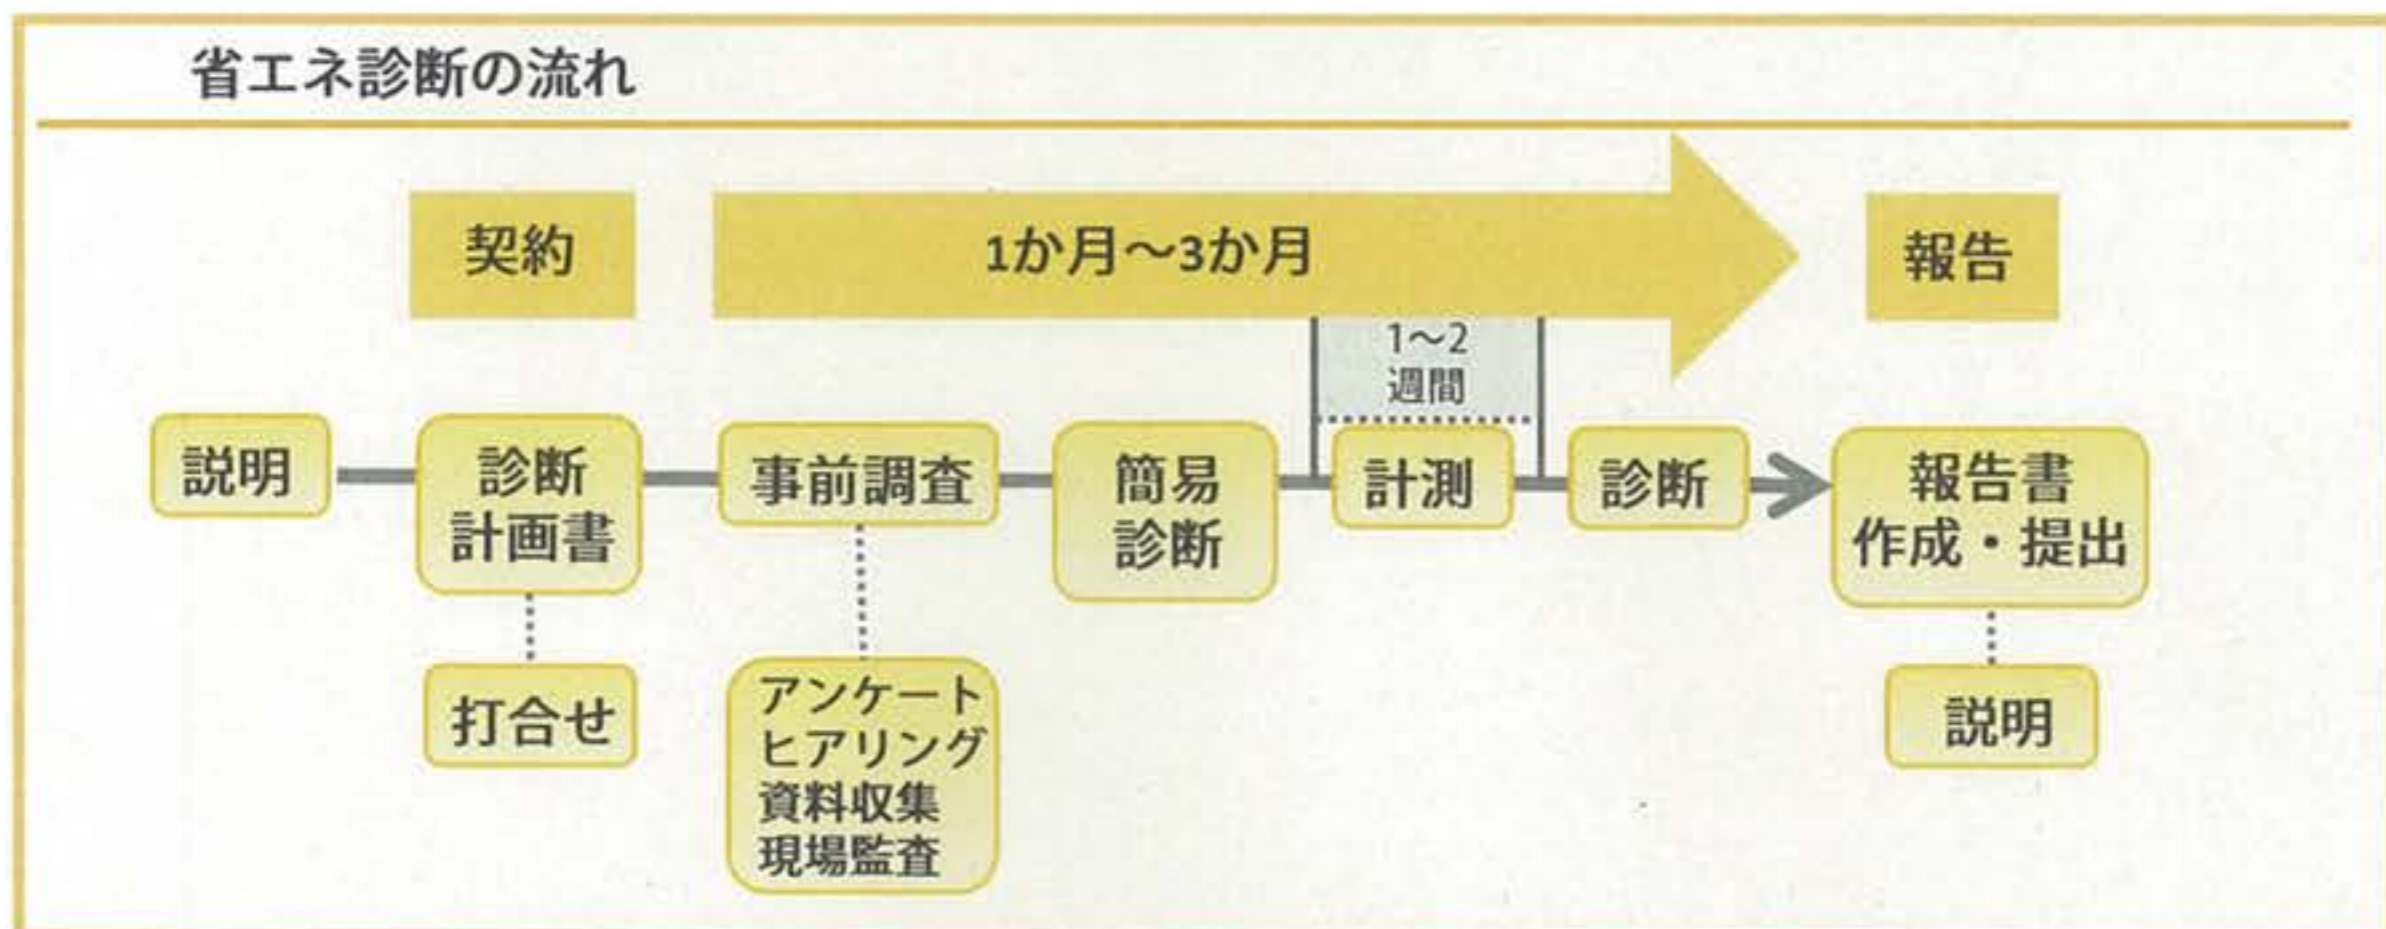 省エネ診断の流れ
契約
1か月～3か月
報告
1～2
週間
説明
診断
計画書
事前調査
簡易
診断
計測
診断
報告書
作成・提出
打合せ
アンケート
ヒアリング
資料収集
現場監査
説明